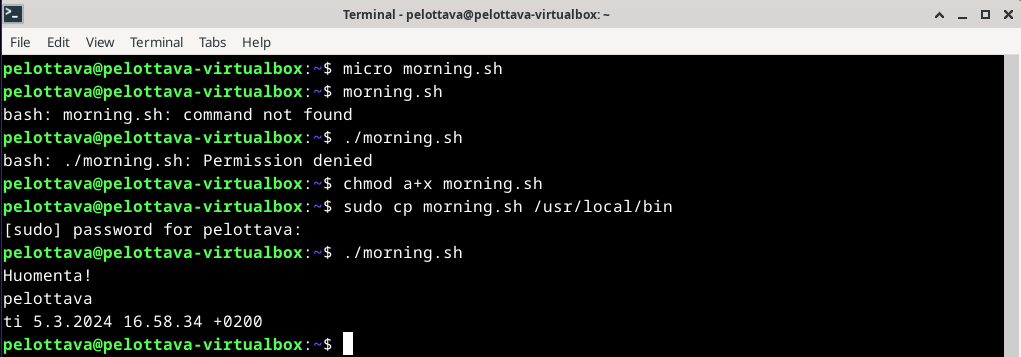 Terminal - pelottava@pelottava-virtualbox: ~
File Edit View Terminal Tabs Help
pelottava@pelottava-virtualbox:~$ micro morning.sh
pelottava@pelottava-virtualbox:~$ morning.sh
bash: morning.sh: command not found
pelottava@pelottava-virtualbox:~$ ./morning.sh
bash: ./morning.sh: Permission denied
pelottava@pelottava-virtualbox:~$ chmod a+x morning.sh
pelottava@pelottava-virtualbox:~$ sudo cp morning.sh /usr/local/bin
[sudo] password for pelottava:
pelottava@pelottava-virtualbox:~$ ./morning.sh
Huomenta!
pelottava
ti 5.3.2024 16.58.34 +0200
pelottava@pelottava-virtualbox:~$